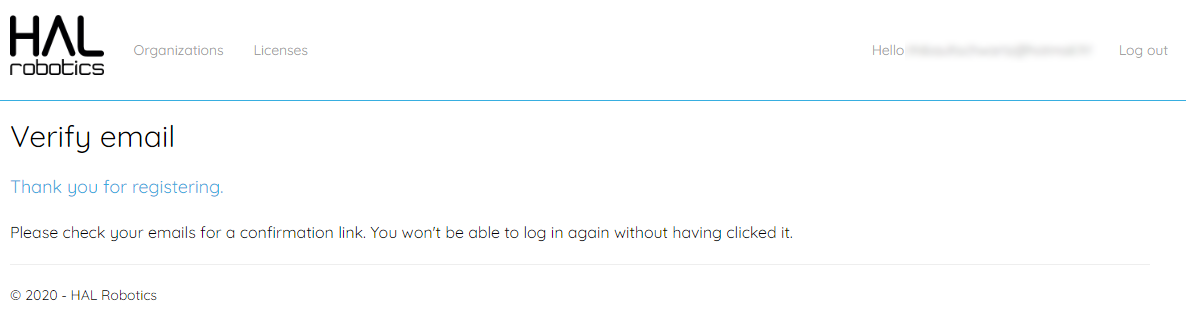 HAL
robotics
Organizations Licenses Hello Log out
Verify email
Thank you for registering.
Please check your emails for a confirmation link. You won't be able to log in again without having clicked it.
© 2020 - HAL Robotics